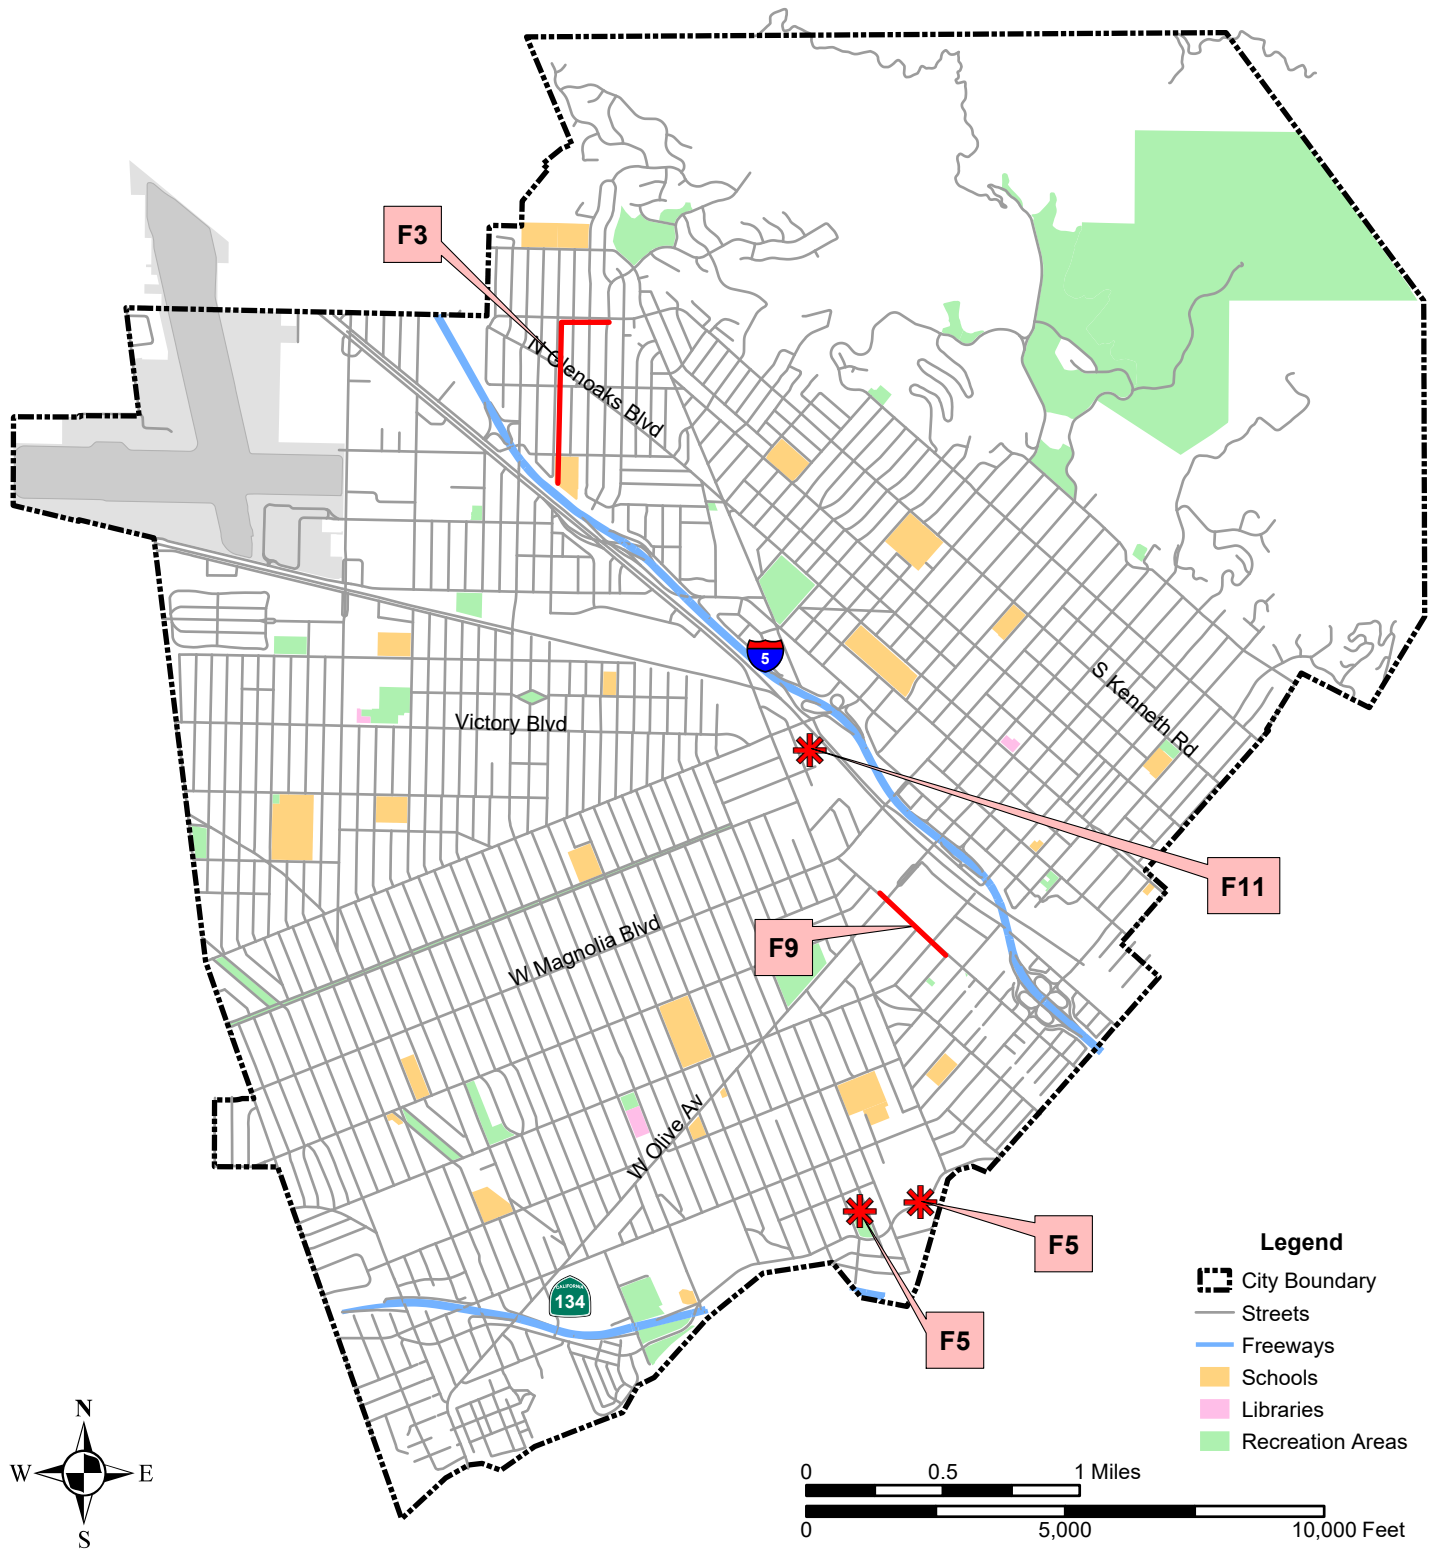 F3
N Glenoaks Blvd
5
S Kenneth Rd
Victory Blvd
F11
W Magnolia Blvd
F9
W Olive Av
F5
F5
CALIFORNIA
134
Legend
City Boundary
Streets
Freeways
Schools
Libraries
Recreation Areas
N
W
E
S
0 0.5 1 Miles
0 5,000 10,000 Feet